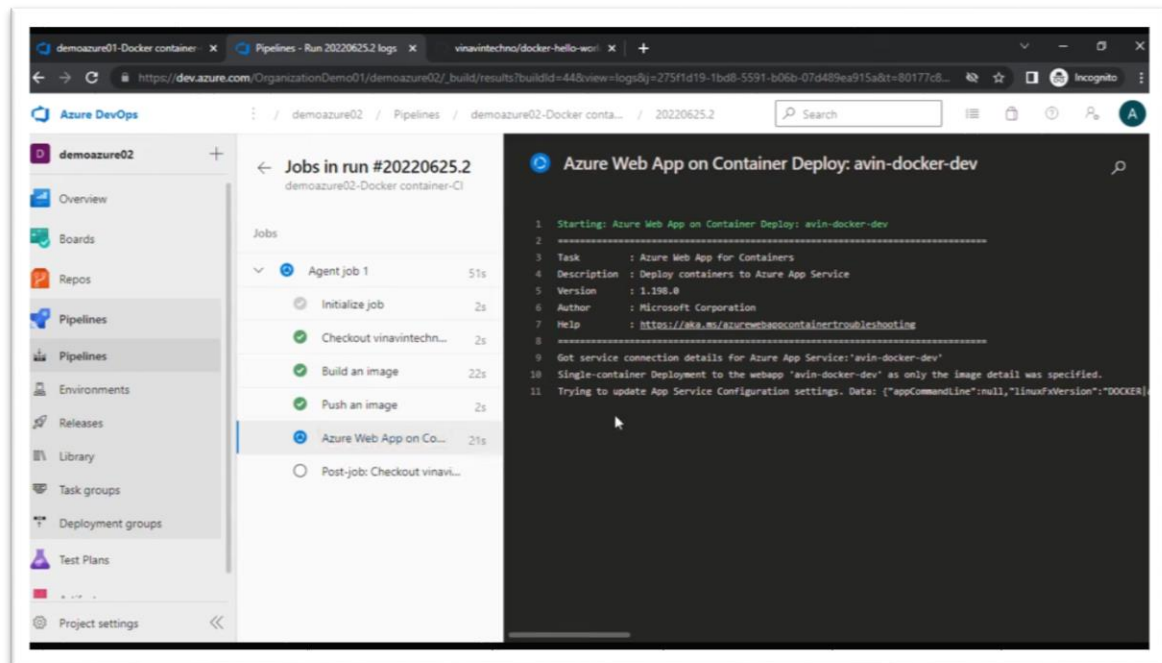 demoazure01-Docker container-
Pipelines - Run 20220625.2 logs
vinavintechno/docker-hello-worl
https://dev.azure.com/OrganizationDemo01/demoazure02/_build/results?buildId=44&view=logs&j=275f1d19-1bd8-5591-b06b-07d489ea915a&t=80177c8...
Incognito
Azure DevOps
/ demoazure02 / Pipelines / demoazure02-Docker conta... / 20220625.2
Search
A
D demoazure02
Overview
Boards
Repos
Pipelines
Pipelines
Environments
Releases
Library
Task groups
Deployment groups
Test Plans
Project settings
Jobs in run #20220625.2
demoazure02-Docker container-CI
Jobs
Agent job 1 51s
Initialize job 2s
Checkout vinavintechn... 2s
Build an image 22s
Push an image 2s
Azure Web App on Co... 21s
Post-job: Checkout vinavi...
Azure Web App on Container Deploy: avin-docker-dev
1 Starting: Azure Web App on Container Deploy: avin-docker-dev
2 ==============================================================================
3 Task : Azure Web App for Containers
4 Description : Deploy containers to Azure App Service
5 Version : 1.198.0
6 Author : Microsoft Corporation
7 Help : https://aka.ms/azurewebappcontainertroubleshooting
8 ==============================================================================
9 Got service connection details for Azure App Service:'avin-docker-dev'
10 Single-container Deployment to the webapp 'avin-docker-dev' as only the image detail was specified.
11 Trying to update App Service Configuration settings. Data: {"appCommandLine":null,"linuxFxVersion":"DOCKER|